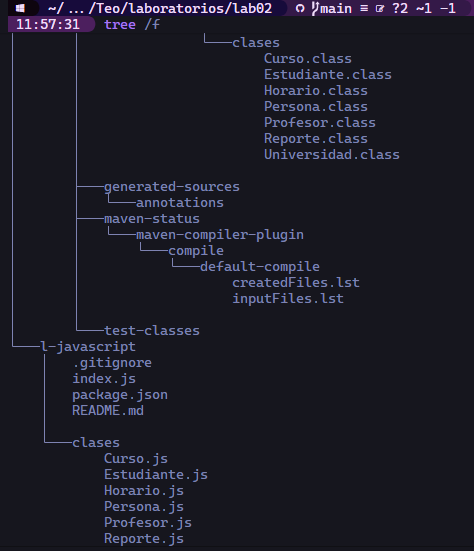 ~/../Teo/laboratorios/lab02 main ≡ ?2 ~1 -1
11:57:31 tree /f
clases
Curso.class
Estudiante.class
Horario.class
Persona.class
Profesor.class
Reporte.class
Universidad.class
generated-sources
annotations
maven-status
maven-compiler-plugin
compile
default-compile
createdFiles.lst
inputFiles.lst
test-classes
l-javascript
.gitignore
index.js
package.json
README.md
clases
Curso.js
Estudiante.js
Horario.js
Persona.js
Profesor.js
Reporte.js